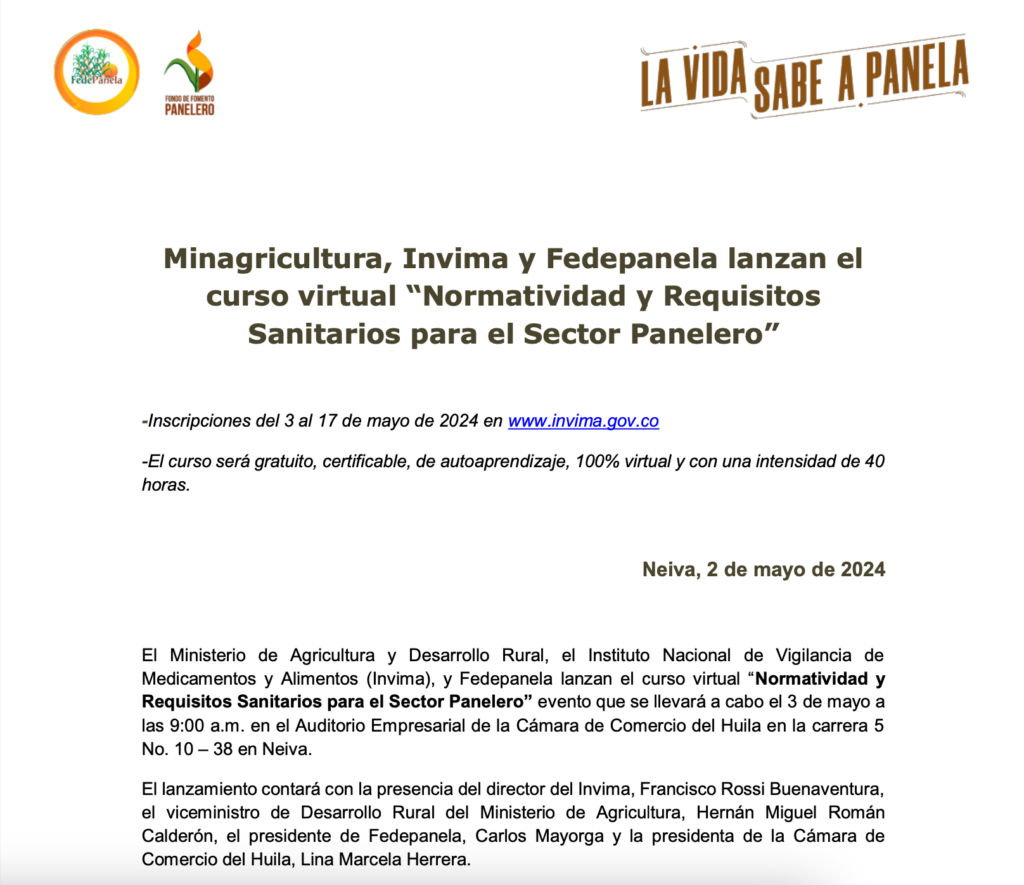 FedePanela
FONDO DE FOMENTO
PANELERO
LA VIDA SABE A PANELA
Minagricultura, Invima y Fedepanela lanzan el
curso virtual “Normatividad y Requisitos
Sanitarios para el Sector Panelero”
-Inscripciones del 3 al 17 de mayo de 2024 en www.invima.gov.co
-El curso será gratuito, certificable, de autoaprendizaje, 100% virtual y con una intensidad de 40
horas.
Neiva, 2 de mayo de 2024
El Ministerio de Agricultura y Desarrollo Rural, el Instituto Nacional de Vigilancia de
Medicamentos y Alimentos (Invima), y Fedepanela lanzan el curso virtual “Normatividad y
Requisitos Sanitarios para el Sector Panelero” evento que se llevará a cabo el 3 de mayo a
las 9:00 a.m. en el Auditorio Empresarial de la Cámara de Comercio del Huila en la carrera 5
No. 10 – 38 en Neiva.
El lanzamiento contará con la presencia del director del Invima, Francisco Rossi Buenaventura,
el viceministro de Desarrollo Rural del Ministerio de Agricultura, Hernán Miguel Román
Calderón, el presidente de Fedepanela, Carlos Mayorga y la presidenta de la Cámara de
Comercio del Huila, Lina Marcela Herrera.